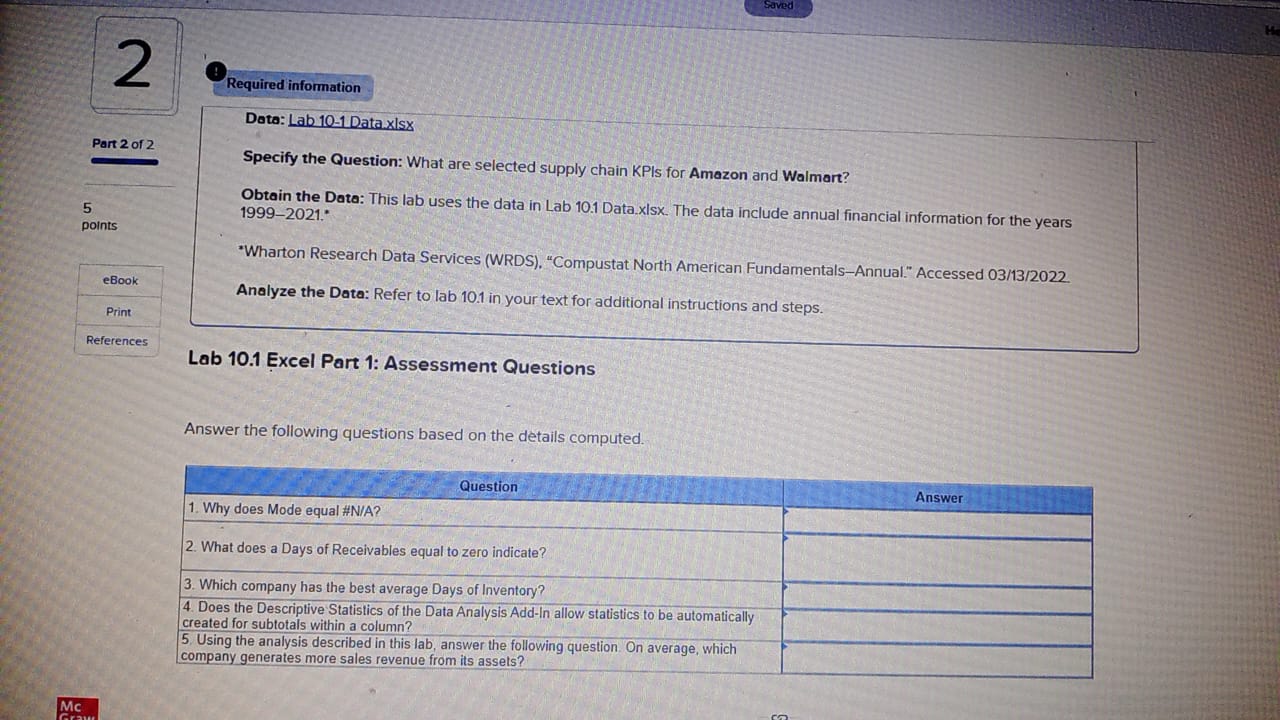 Saved
2
!
Required information
Data: Lab 10-1 Data.xlsx
Part 2 of 2
Specify the Question: What are selected supply chain KPIs for Amazon and Walmart?
Obtain the Data: This lab uses the data in Lab 10.1 Data.xlsx. The data include annual financial information for the years
1999–2021.*
5
points
*Wharton Research Data Services (WRDS), “Compustat North American Fundamentals–Annual.” Accessed 03/13/2022.
eBook
Analyze the Data: Refer to lab 10.1 in your text for additional instructions and steps.
Print
References
Lab 10.1 Excel Part 1: Assessment Questions
Answer the following questions based on the details computed.
Question
Answer
1. Why does Mode equal #N/A?
2. What does a Days of Receivables equal to zero indicate?
3. Which company has the best average Days of Inventory?
4. Does the Descriptive Statistics of the Data Analysis Add-In allow statistics to be automatically
created for subtotals within a column?
5. Using the analysis described in this lab, answer the following question. On average, which
company generates more sales revenue from its assets?
Mc
Graw